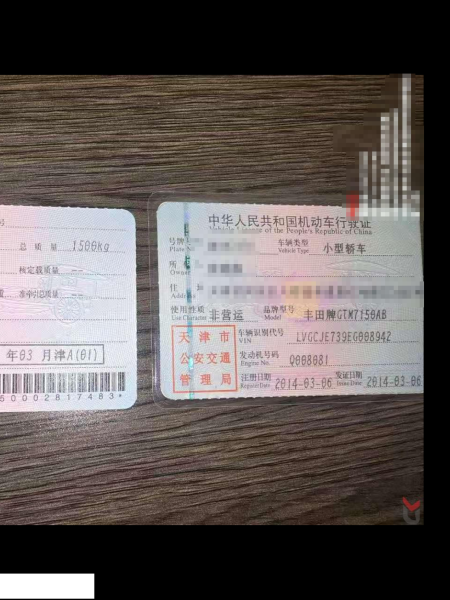 总质量 1500Kg
核定载质量 --
准牵引总质量 --
年03 月津A(01)
*50002817483*
中华人民共和国机动车行驶证
Vehicle License of the People's Republic of China
号牌号码
Plate No.
车辆类型 小型轿车
Vehicle Type
所
Owner
住
Address
使用性质 非营运
Use Character
品牌型号 丰田牌GTM7150AB
Model
天津市
公安交通
管理局
车辆识别代号 LVGCJE739EG008942
VIN
发动机号码 Q008081
Engine No.
注册日期 2014-03-06
Register Date
发证日期 2014-03-06
Issue Date